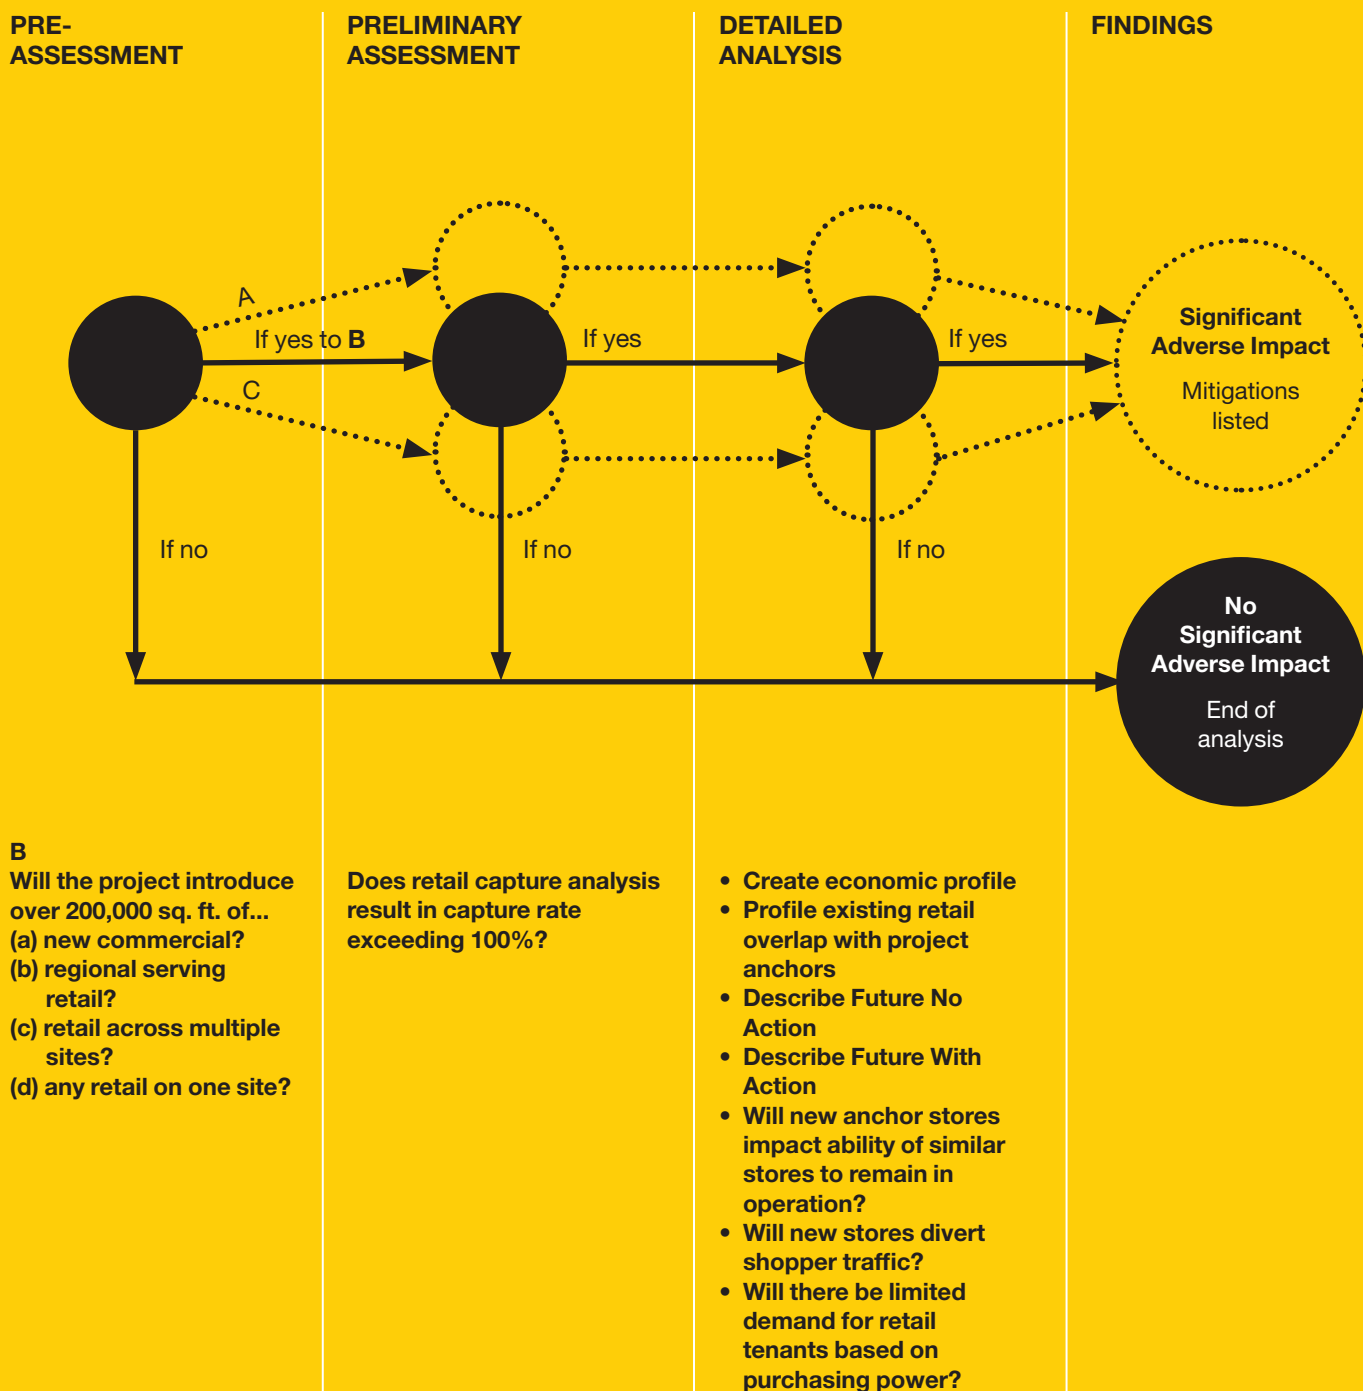 PRE-
ASSESSMENT
PRELIMINARY
ASSESSMENT
DETAILED
ANALYSIS
FINDINGS
A
If yes to B
C
If yes
If yes
Significant
Adverse Impact
Mitigations
listed
If no
If no
If no
No
Significant
Adverse Impact
End of
analysis
B
Will the project introduce
over 200,000 sq. ft. of...
(a) new commercial?
(b) regional serving
retail?
(c) retail across multiple
sites?
(d) any retail on one site?
Does retail capture analysis
result in capture rate
exceeding 100%?
• Create economic profile
• Profile existing retail
overlap with project
anchors
• Describe Future No
Action
• Describe Future With
Action
• Will new anchor stores
impact ability of similar
stores to remain in
operation?
• Will new stores divert
shopper traffic?
• Will there be limited
demand for retail
tenants based on
purchasing power?